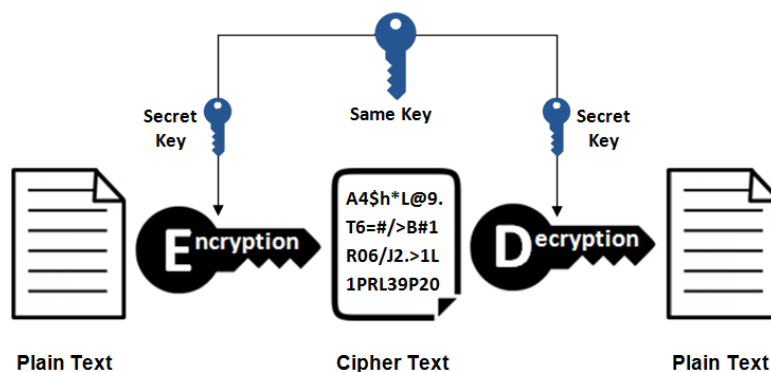 Secret
Key
Same Key
Secret
Key
Encryption
A4$h*L@9.
T6=#/>B#1
R06/J2.>1L
1PRL39P20
Decryption
Plain Text
Cipher Text
Plain Text